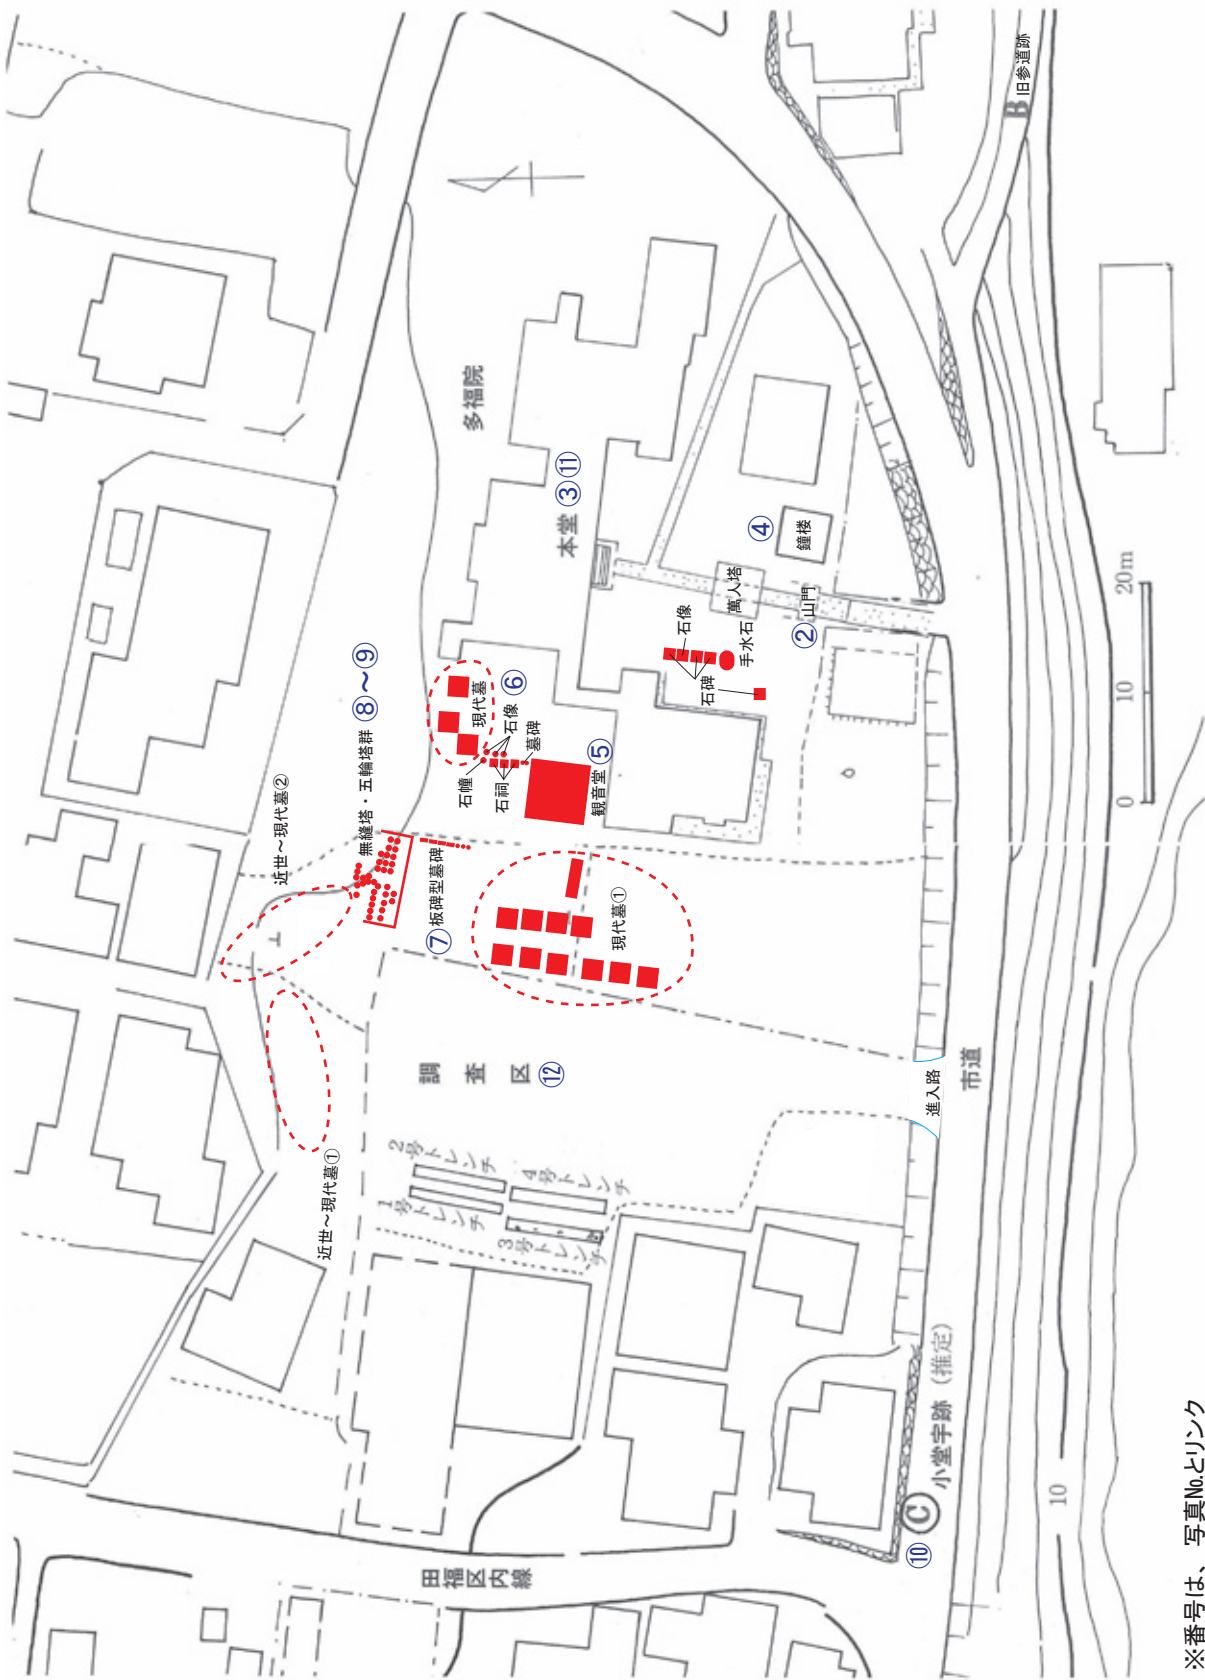 近世～現代墓②
近世～現代墓①
無縫塔・五輪塔群 ⑧～⑨
多福院
⑦ 板碑型墓碑
現代墓
⑥
石幢
石祠
石像
墓碑
観音堂 ⑤
現代墓①
本堂 ③ ⑪
調査区 ⑫
1号トレンチ
2号トレンチ
3号トレンチ
4号トレンチ
石像
石碑
手水石
萬人塔
② 山門
④
鐘楼
B 旧参道跡
進入路
市道
田福区内線
⑩ C 小堂宇跡（推定）
10
0 10 20m
※番号は、写真No.とリンク